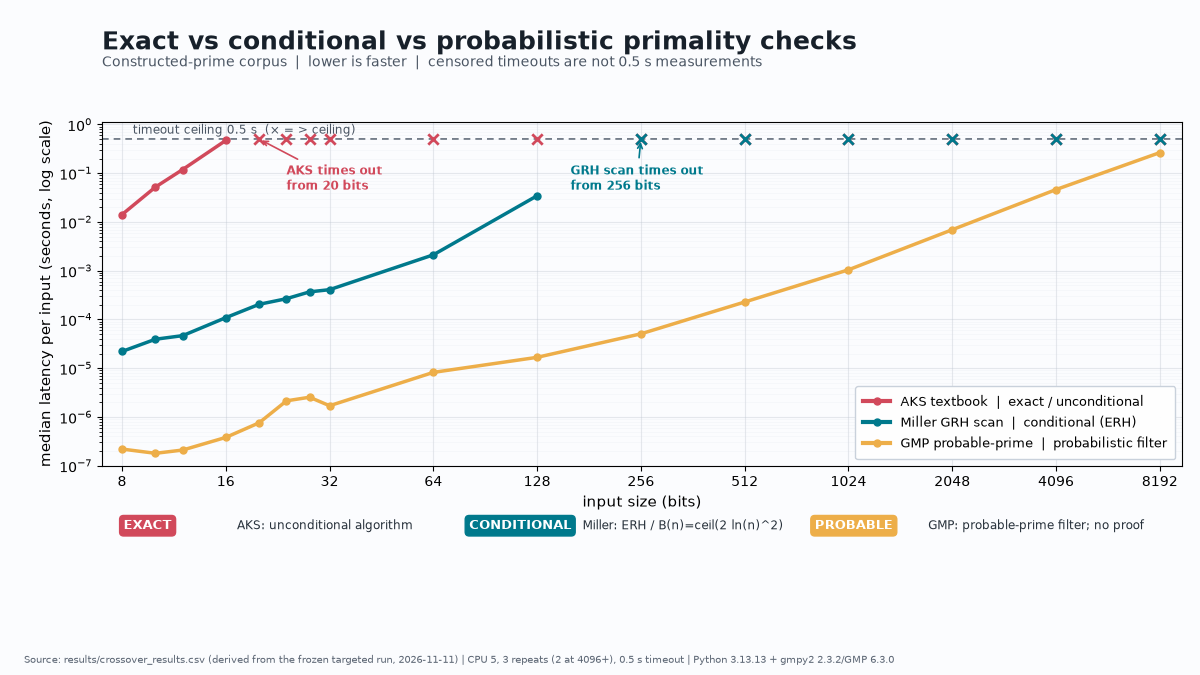 Exact vs conditional vs probabilistic primality checks
Constructed-prime corpus | lower is faster | censored timeouts are not 0.5 s measurements
median latency per input (seconds, log scale)
10^0
10^-1
10^-2
10^-3
10^-4
10^-5
10^-6
10^-7
timeout ceiling 0.5 s (× = > ceiling)
AKS times out
from 20 bits
GRH scan times out
from 256 bits
AKS textbook | exact / unconditional
Miller GRH scan | conditional (ERH)
GMP probable-prime | probabilistic filter
8 16 32 64 128 256 512 1024 2048 4096 8192
input size (bits)
EXACT AKS: unconditional algorithm CONDITIONAL Miller: ERH / B(n)=ceil(2 ln(n)^2) PROBABLE GMP: probable-prime filter; no proof
Source: results/crossover_results.csv (derived from the frozen targeted run, 2026-11-11) | CPU 5, 3 repeats (2 at 4096+), 0.5 s timeout | Python 3.13.13 + gmpy2 2.3.2/GMP 6.3.0